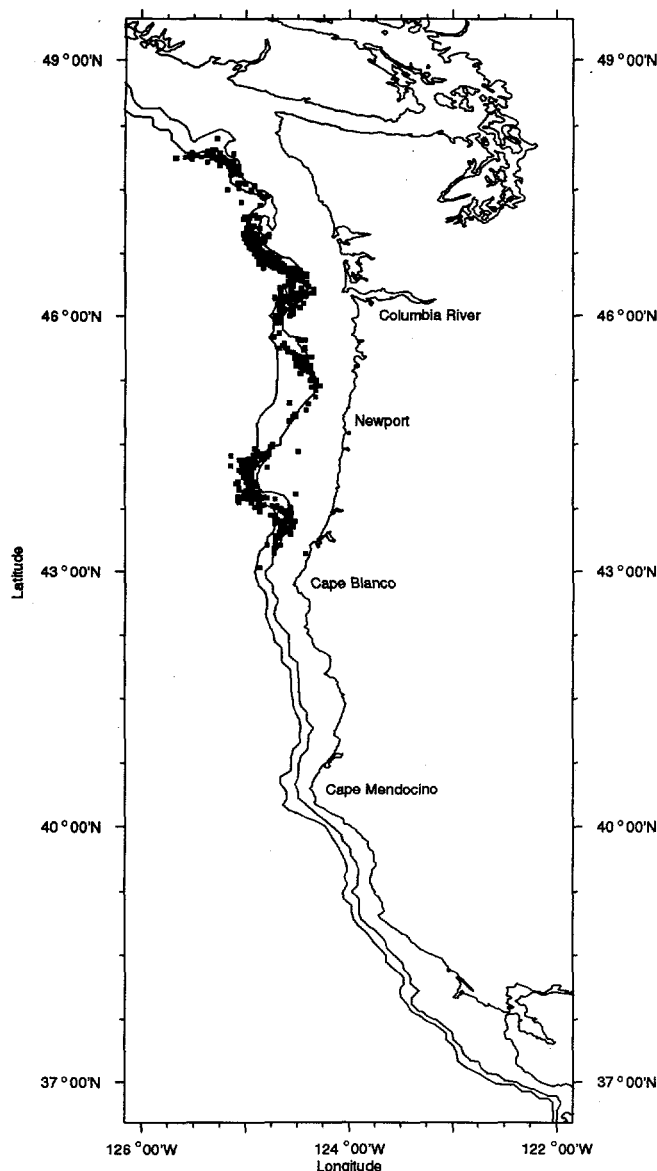 49°00'N 49°00'N
46°00'N 46°00'N
Columbia River
Newport
43°00'N 43°00'N
Latitude
Cape Blanco
Cape Mendocino
40°00'N 40°00'N
37°00'N 37°00'N
126°00'W 124°00'W 122°00'W
Longitude